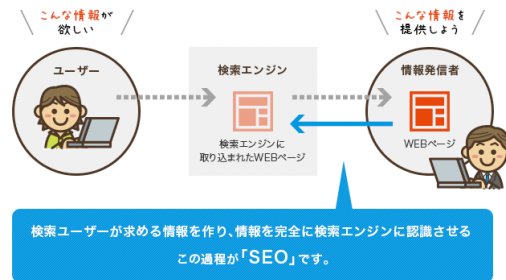 こんな情報が
欲しい
こんな情報を
提供しよう
ユーザー
検索エンジン
情報発信者
検索エンジンに
取り込まれたWEBページ
WEBページ
検索ユーザーが求める情報を作り、情報を完全に検索エンジンに認識させる
この過程が「SEO」です。